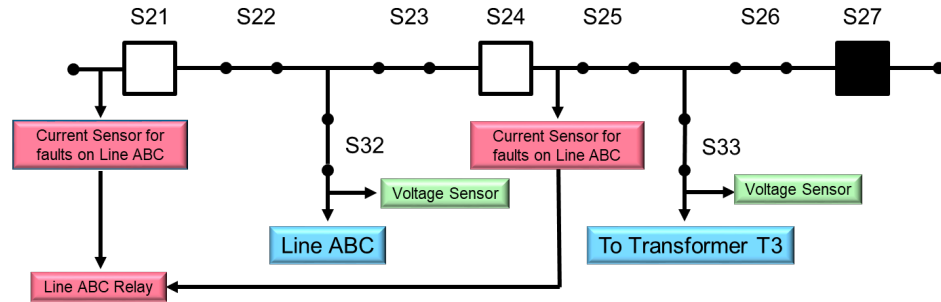 S21
S22
S23
S24
S25
S26
S27
Current Sensor for
faults on Line ABC
Current Sensor for
faults on Line ABC
S32
S33
Voltage Sensor
Voltage Sensor
Line ABC
To Transformer T3
Line ABC Relay